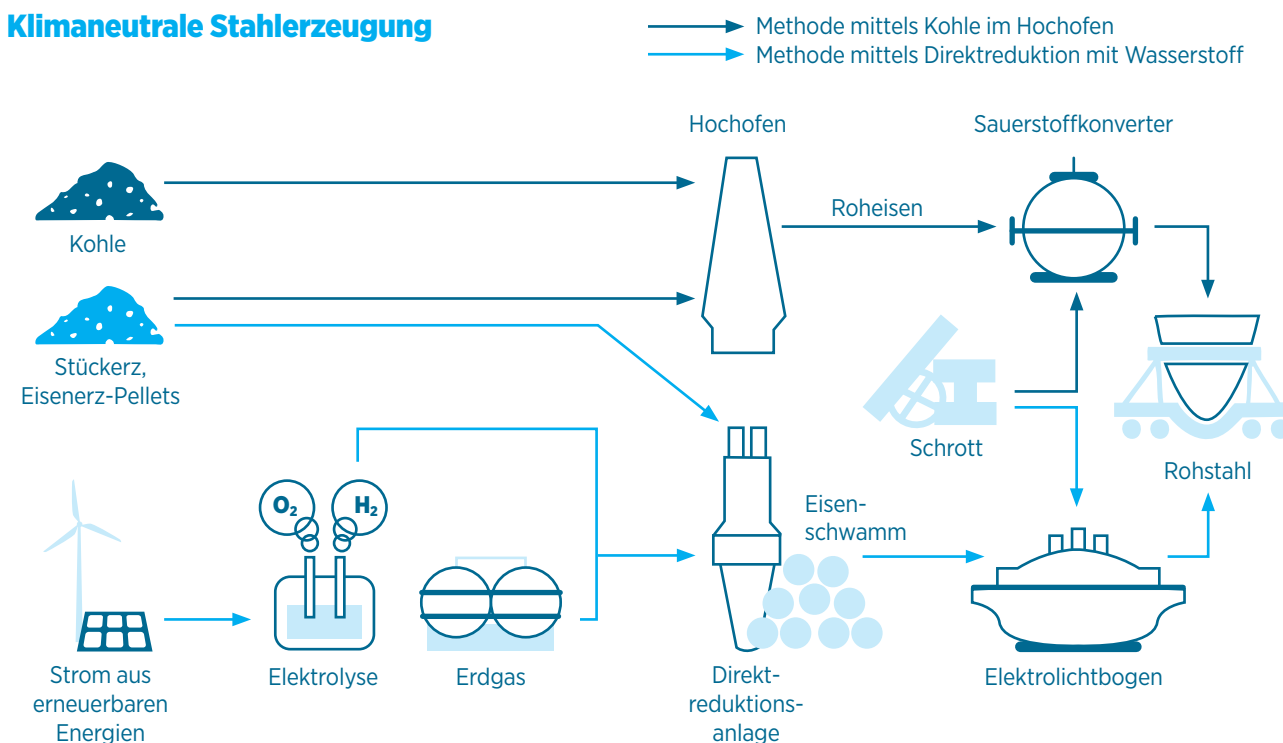 Klimaneutrale Stahlerzeugung
Methode mittels Kohle im Hochofen
Methode mittels Direktreduktion mit Wasserstoff
Hochofen
Sauerstoffkonverter
Kohle
Roheisen
Stückerz,
Eisenerz-Pellets
Schrott
Rohstahl
O₂
H₂
Eisen-
schwamm
Strom aus
erneuerbaren
Energien
Elektrolyse
Erdgas
Direkt-
reduktions-
anlage
Elektrolichtbogen